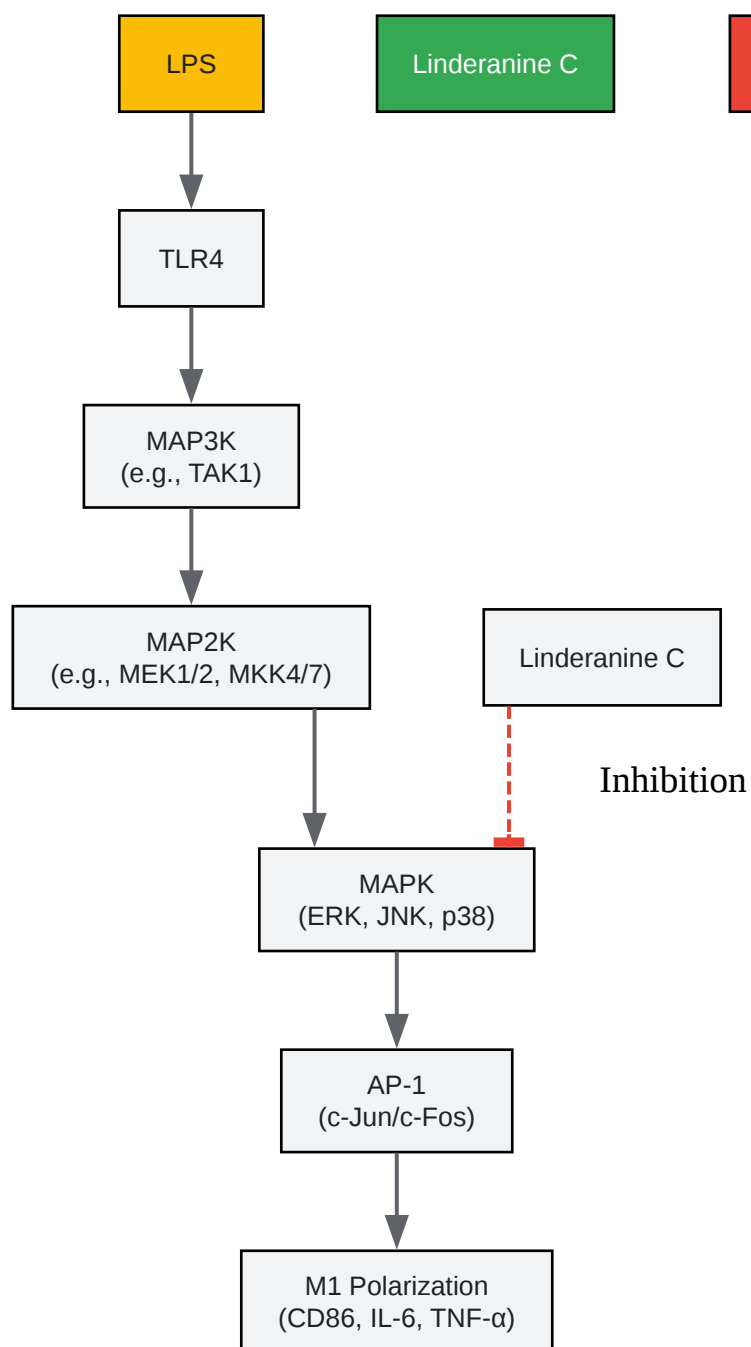 LPS
Linderanine C
TLR4
MAP3K
(e.g., TAK1)
MAP2K
(e.g., MEK1/2, MKK4/7)
Linderanine C
Inhibition
MAPK
(ERK, JNK, p38)
AP-1
(c-Jun/c-Fos)
M1 Polarization
(CD86, IL-6, TNF-α)